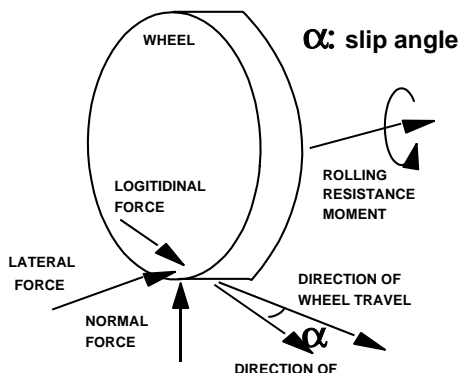 WHEEL
α: slip angle
ROLLING
RESISTANCE
MOMENT
LOGITIDINAL
FORCE
LATERAL
FORCE
NORMAL
FORCE
DIRECTION OF
WHEEL TRAVEL
α
DIRECTION OF